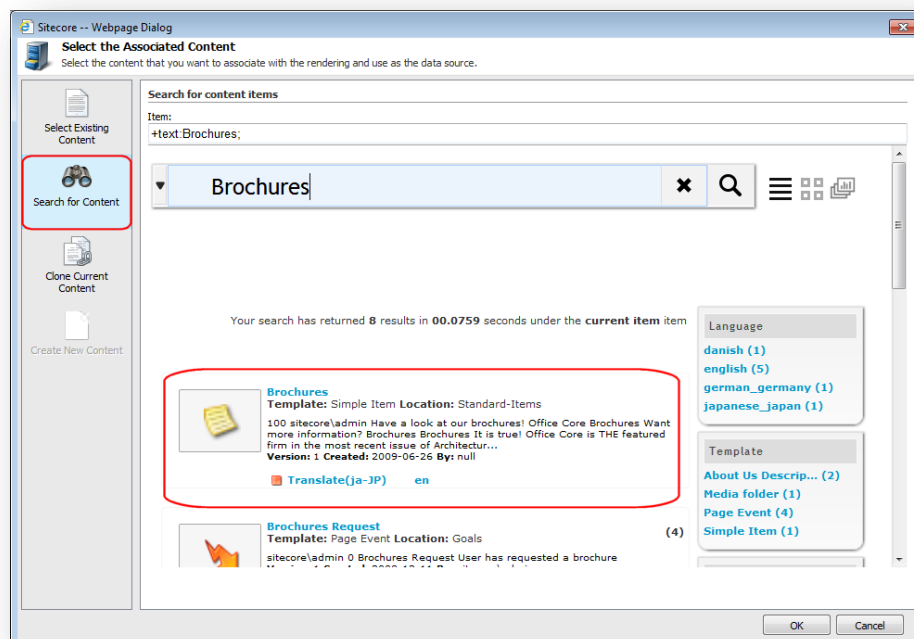 Sitecore -- Webpage Dialog
Select the Associated Content
Select the content that you want to associate with the rendering and use as the data source.
Select Existing
Content
Search for Content
Clone Current
Content
Create New Content
Search for content items
Item:
+text:Brochures;
Brochures
Your search has returned 8 results in 00.0759 seconds under the current item item
Brochures
Template: Simple Item Location: Standard-Items
100 sitecore\admin Have a look at our brochures! Office Core Brochures Want
more information? Brochures Brochures It is true! Office Core is THE featured
firm in the most recent issue of Architectur...
Version: 1 Created: 2009-06-26 By: null
Translate(ja-JP) en
Brochures Request
(4)
Template: Page Event Location: Goals
sitecore\admin 0 Brochures Request User has requested a brochure
Language
danish (1)
english (5)
german_germany (1)
japanese_japan (1)
Template
About Us Descrip... (2)
Media folder (1)
Page Event (4)
Simple Item (1)
OK
Cancel